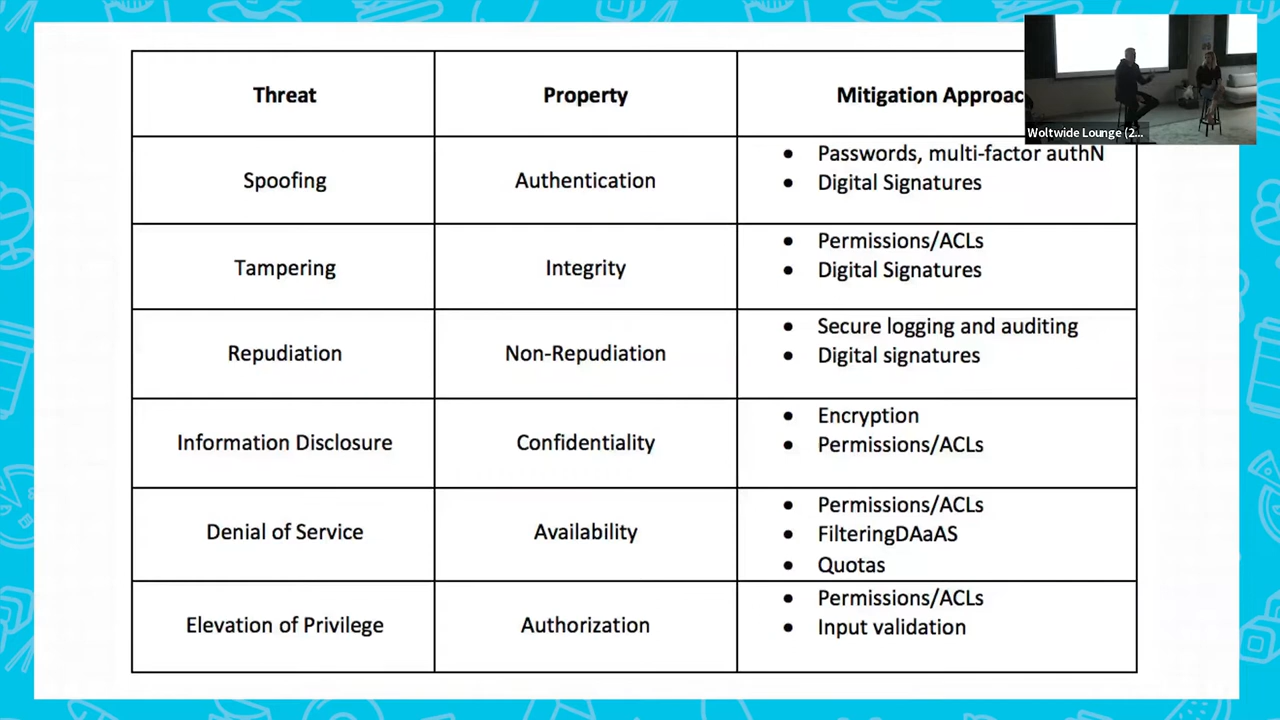 Threat
Property
Mitigation Approac
Spoofing
Authentication
Passwords, multi-factor authN
Digital Signatures
Tampering
Integrity
Permissions/ACLs
Digital Signatures
Repudiation
Non-Repudiation
Secure logging and auditing
Digital signatures
Information Disclosure
Confidentiality
Encryption
Permissions/ACLs
Denial of Service
Availability
Permissions/ACLs
FilteringDAaAS
Quotas
Elevation of Privilege
Authorization
Permissions/ACLs
Input validation
Woltwide Lounge (2...